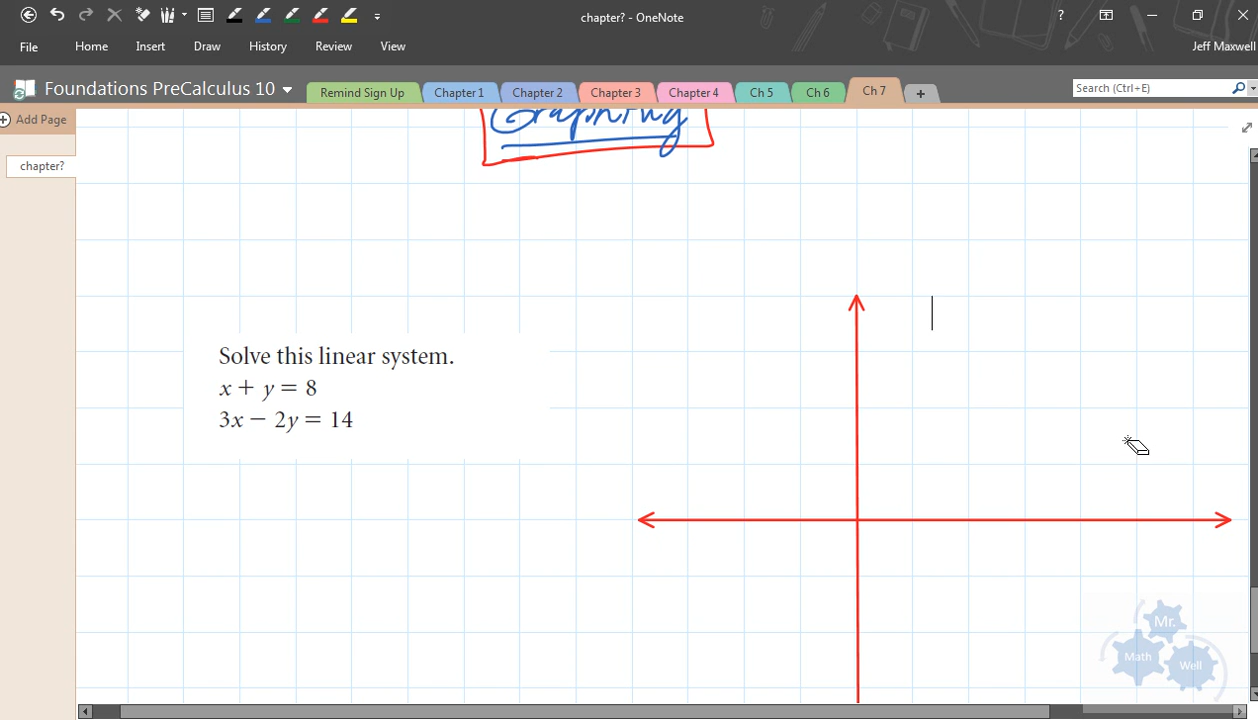 chapter? - OneNote
?
File Home Insert Draw History Review View
Jeff Maxwell
Foundations PreCalculus 10 Remind Sign Up Chapter 1 Chapter 2 Chapter 3 Chapter 4 Ch 5 Ch 6 Ch 7 +
Search (Ctrl+E)
Add Page
Graphing
chapter?
Solve this linear system.
x + y = 8
3x − 2y = 14
Mr.
Math
Well